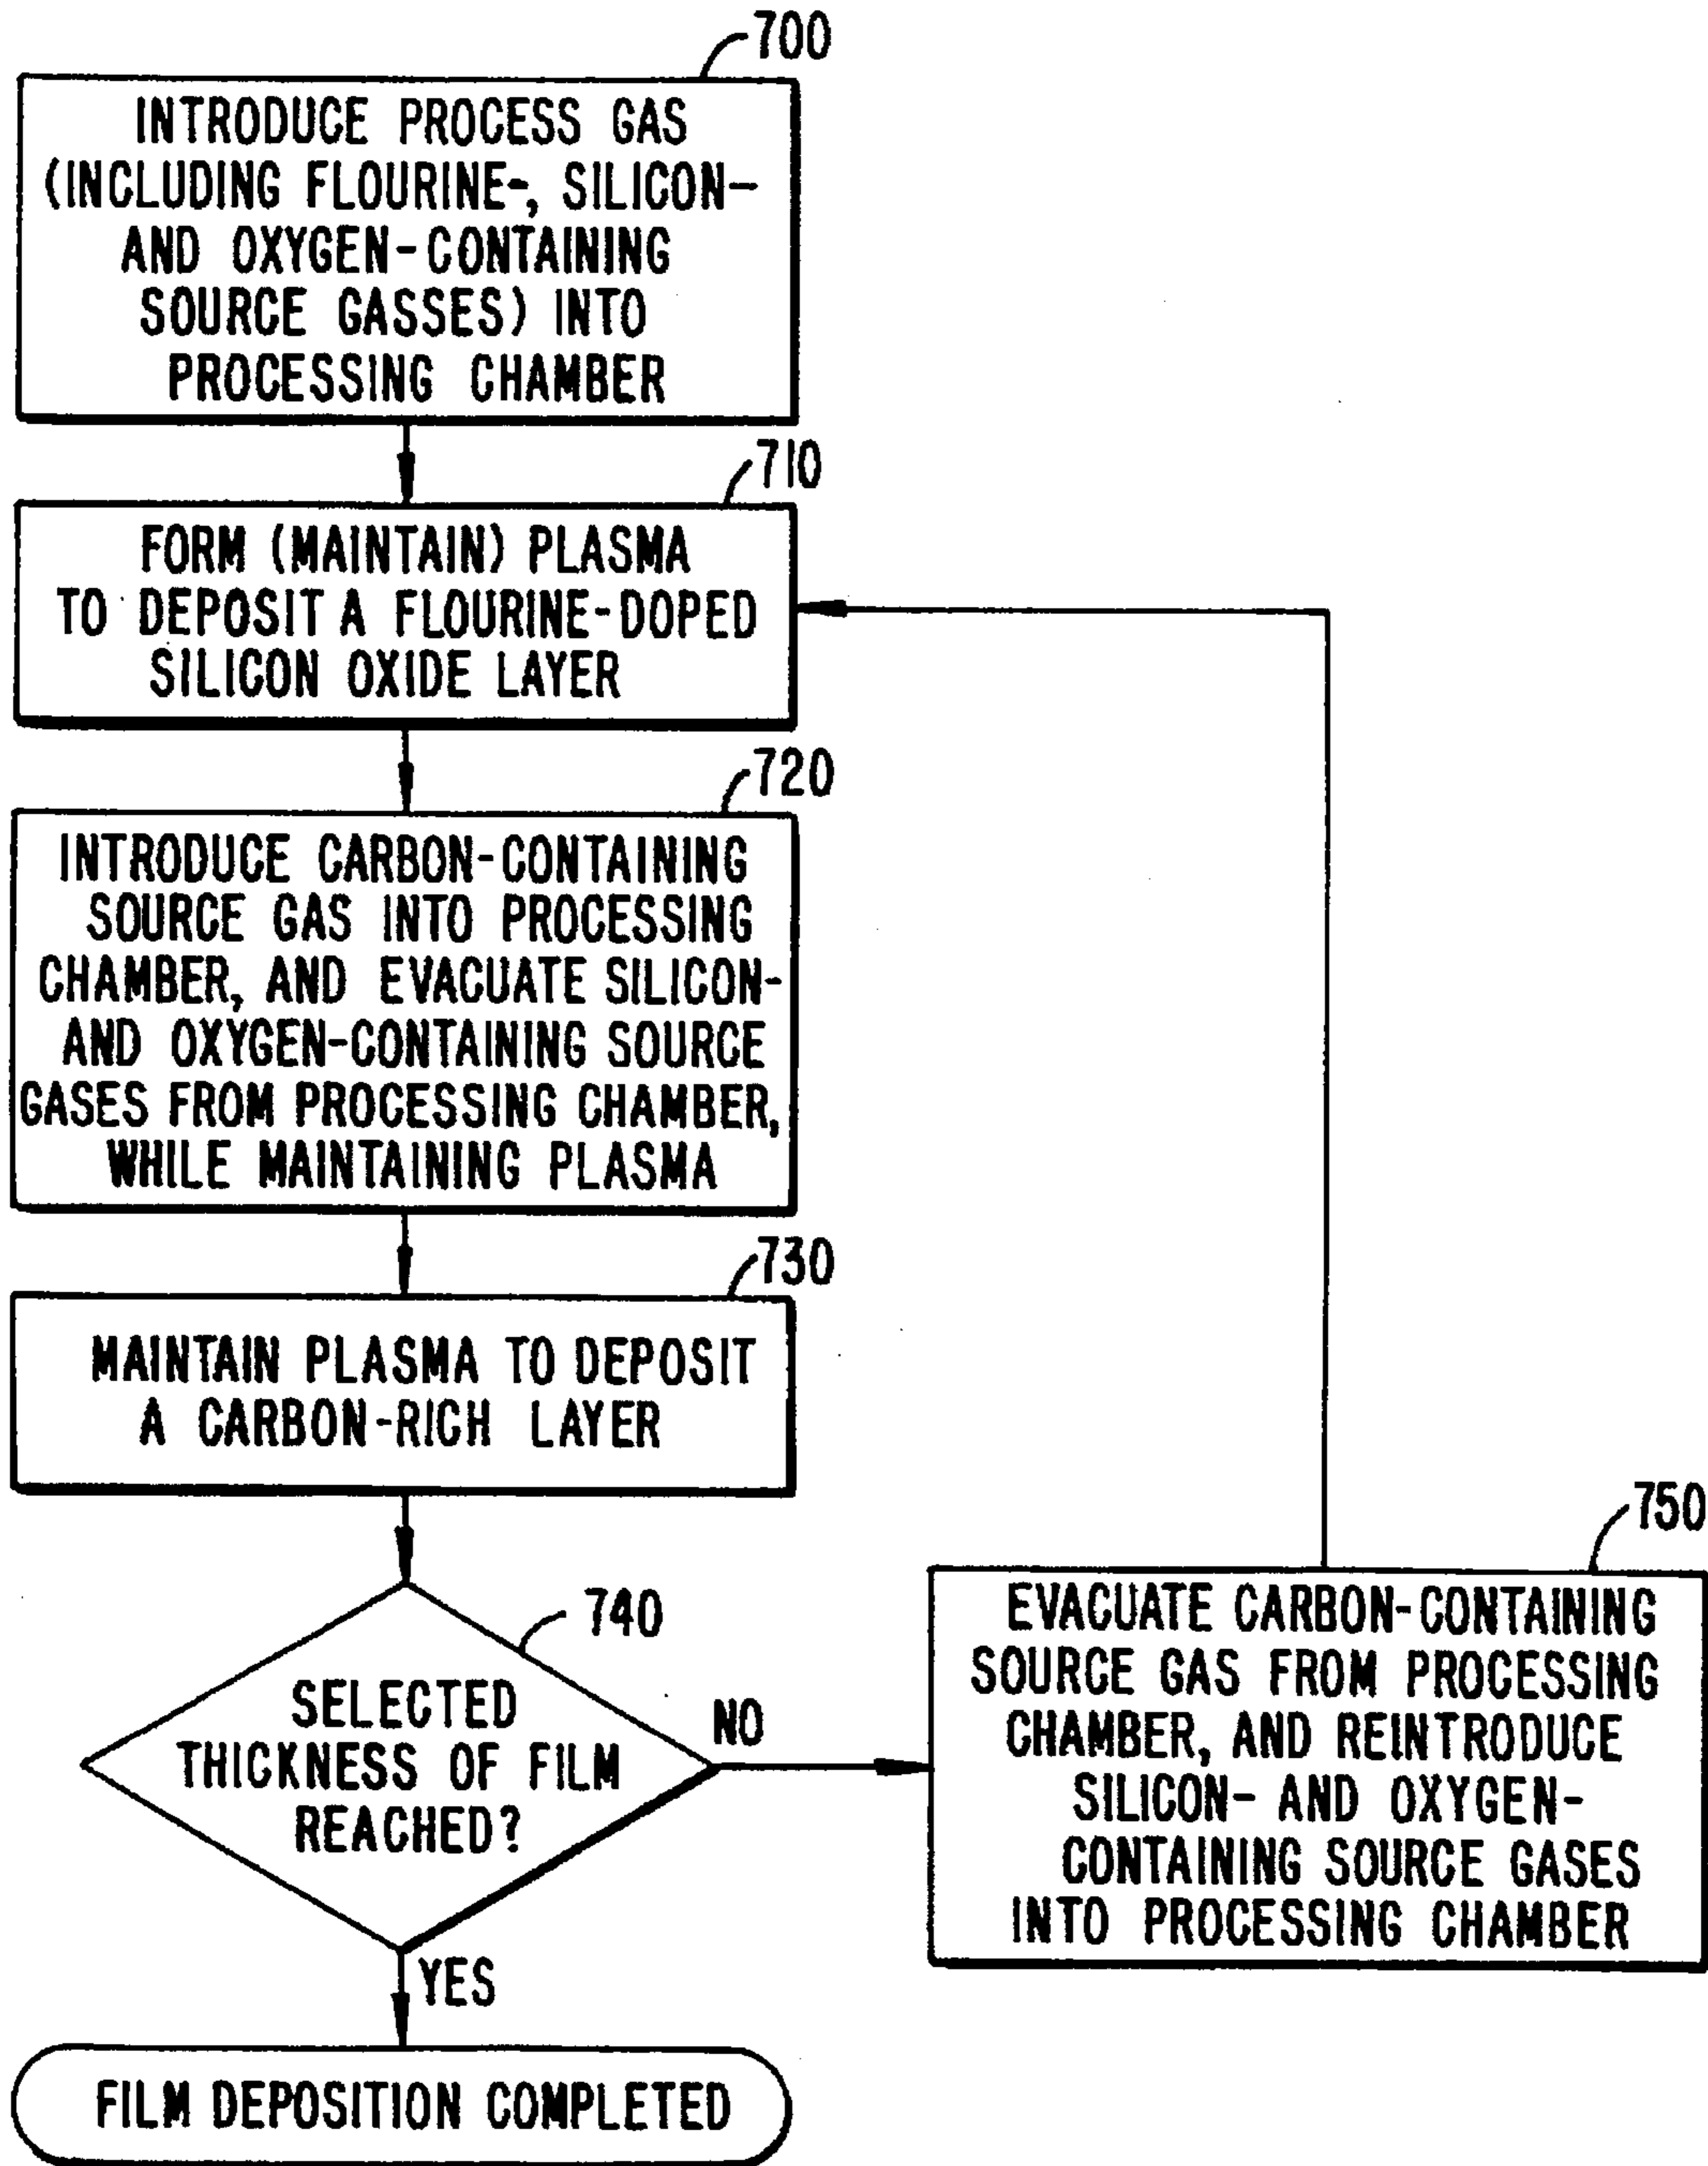 700
INTRODUCE PROCESS GAS
(INCLUDING FLOURINE-, SILICON-
AND OXYGEN-CONTAINING
SOURCE GASSES) INTO
PROCESSING CHAMBER
710
FORM (MAINTAIN) PLASMA
TO DEPOSIT A FLOURINE-DOPED
SILICON OXIDE LAYER
720
INTRODUCE CARBON-CONTAINING
SOURCE GAS INTO PROCESSING
CHAMBER, AND EVACUATE SILICON-
AND OXYGEN-CONTAINING SOURCE
GASES FROM PROCESSING CHAMBER,
WHILE MAINTAINING PLASMA
730
MAINTAIN PLASMA TO DEPOSIT
A CARBON-RICH LAYER
740
SELECTED
THICKNESS OF FILM
REACHED?
NO
750
EVACUATE CARBON-CONTAINING
SOURCE GAS FROM PROCESSING
CHAMBER, AND REINTRODUCE
SILICON- AND OXYGEN-
CONTAINING SOURCE GASES
INTO PROCESSING CHAMBER
YES
FILM DEPOSITION COMPLETED